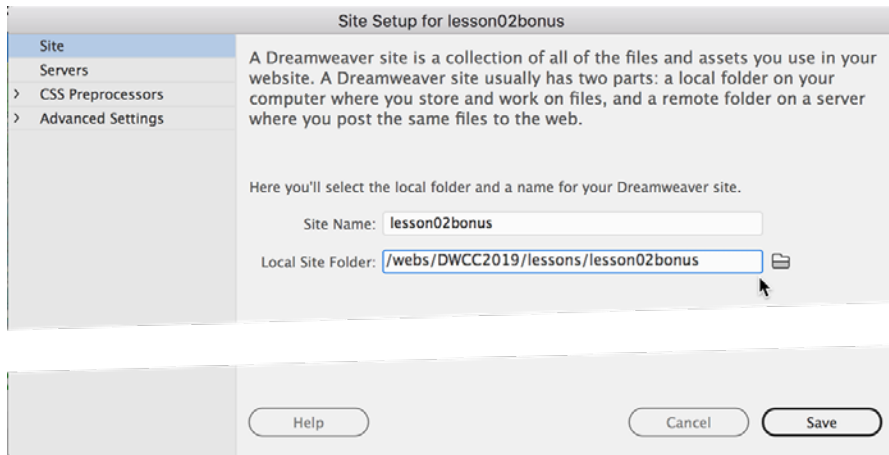 Site Setup for lesson02bonus
Site
Servers
> CSS Preprocessors
> Advanced Settings
A Dreamweaver site is a collection of all of the files and assets you use in your
website. A Dreamweaver site usually has two parts: a local folder on your
computer where you store and work on files, and a remote folder on a server
where you post the same files to the web.
Here you'll select the local folder and a name for your Dreamweaver site.
Site Name: lesson02bonus
Local Site Folder: /webs/DWCC2019/lessons/lesson02bonus
Help Cancel Save